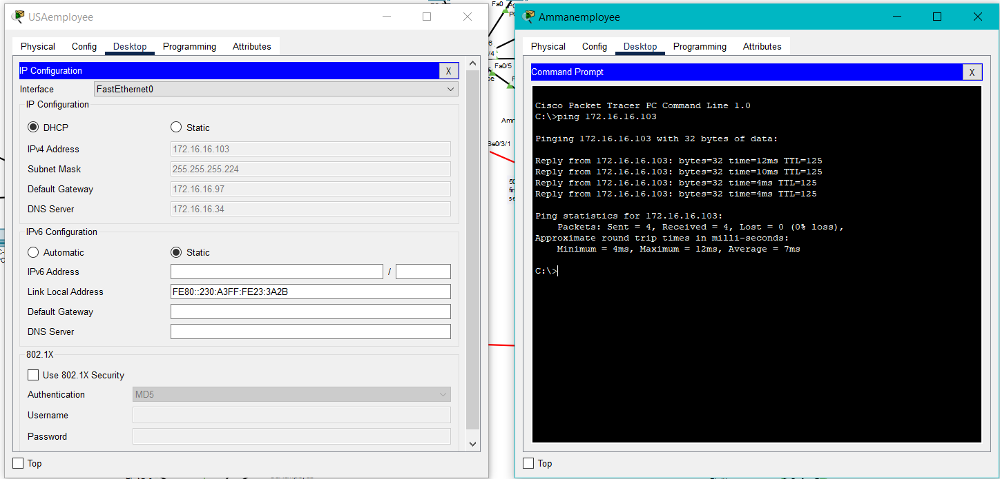 USAemployee
Physical Config Desktop Programming Attributes
IP Configuration X
Interface FastEthernet0
IP Configuration
DHCP Static
IPv4 Address 172.16.16.103
Subnet Mask 255.255.255.224
Default Gateway 172.16.16.97
DNS Server 172.16.16.34
IPv6 Configuration
Automatic Static
IPv6 Address /
Link Local Address FE80::230:A3FF:FE23:3A2B
Default Gateway
DNS Server
802.1X
Use 802.1X Security
Authentication MD5
Username
Password
Top
Fa0
Fa0/5
Se0/3/1
Ammanemployee
Physical Config Desktop Programming Attributes
Command Prompt X
Cisco Packet Tracer PC Command Line 1.0
C:\>ping 172.16.16.103
Pinging 172.16.16.103 with 32 bytes of data:
Reply from 172.16.16.103: bytes=32 time=12ms TTL=125
Reply from 172.16.16.103: bytes=32 time=10ms TTL=125
Reply from 172.16.16.103: bytes=32 time=4ms TTL=125
Reply from 172.16.16.103: bytes=32 time=4ms TTL=125
Ping statistics for 172.16.16.103:
Packets: Sent = 4, Received = 4, Lost = 0 (0% loss),
Approximate round trip times in milli-seconds:
Minimum = 4ms, Maximum = 12ms, Average = 7ms
C:\>
Top